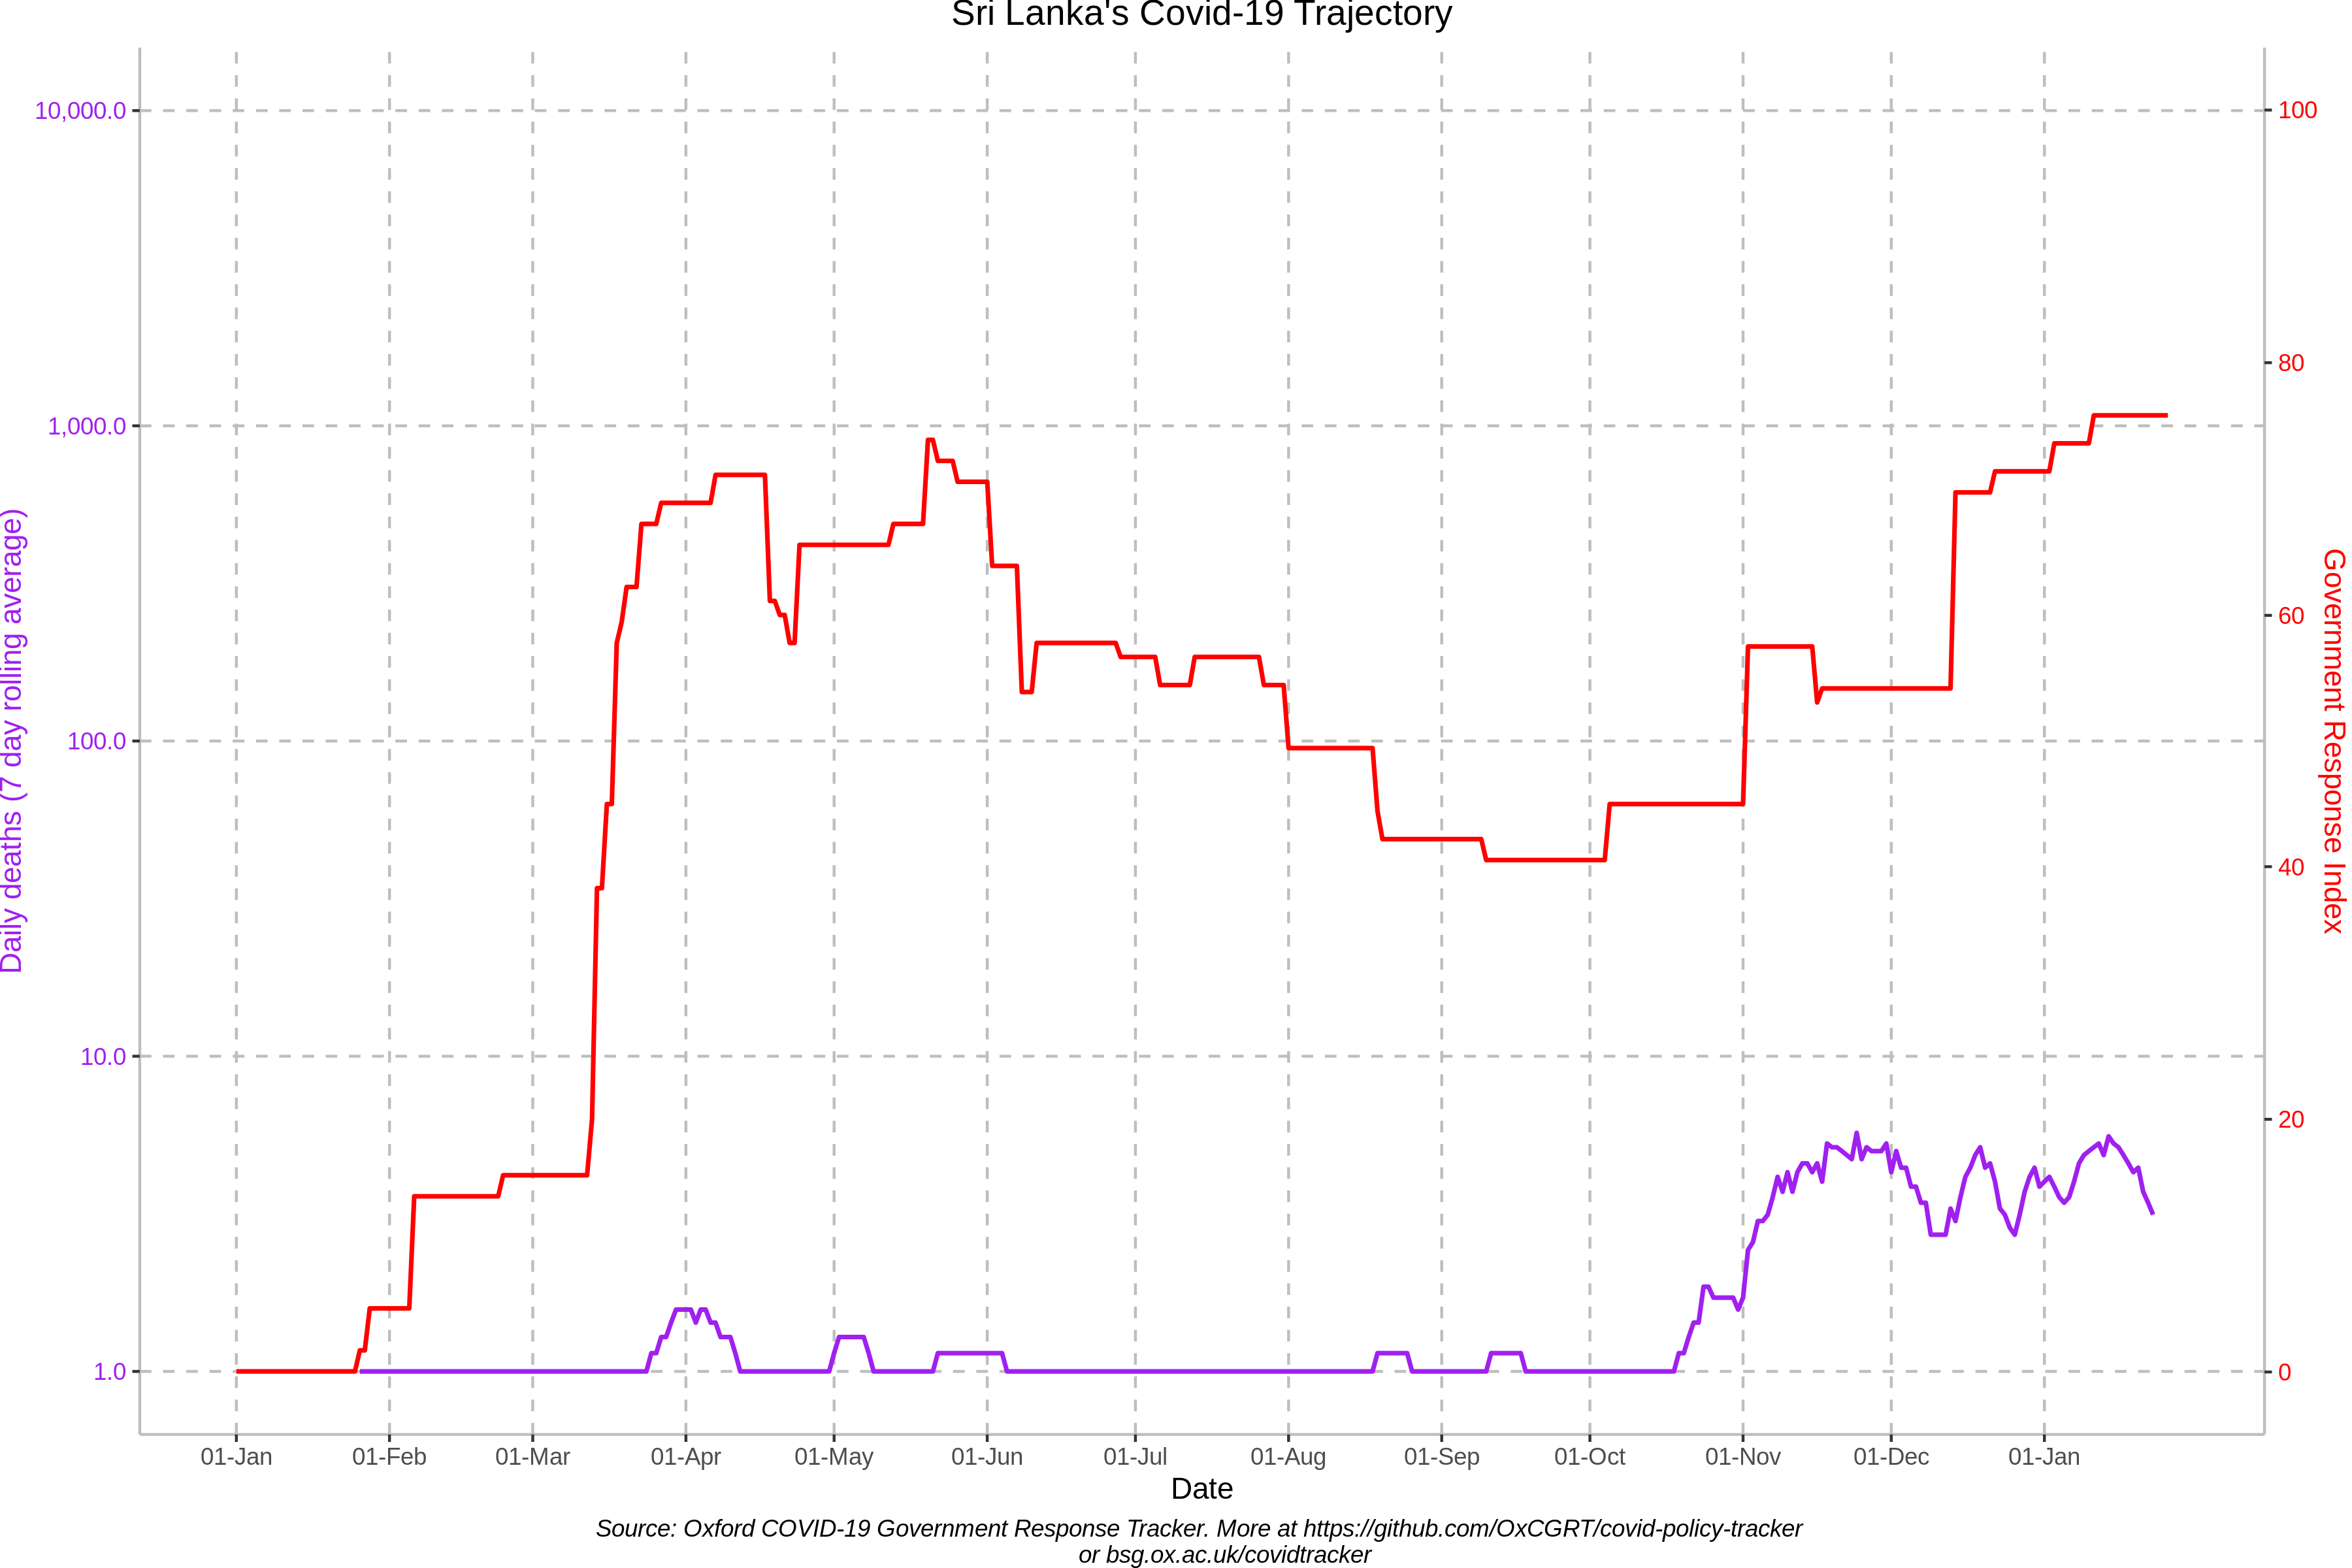 Sri Lanka's Covid-19 Trajectory
10,000.0
1,000.0
100.0
10.0
1.0
Daily deaths (7 day rolling average)
100
80
60
40
20
0
Government Response Index
01-Jan
01-Feb
01-Mar
01-Apr
01-May
01-Jun
01-Jul
01-Aug
01-Sep
01-Oct
01-Nov
01-Dec
01-Jan
Date
Source: Oxford COVID-19 Government Response Tracker. More at https://github.com/OxCGRT/covid-policy-tracker
or bsg.ox.ac.uk/covidtracker